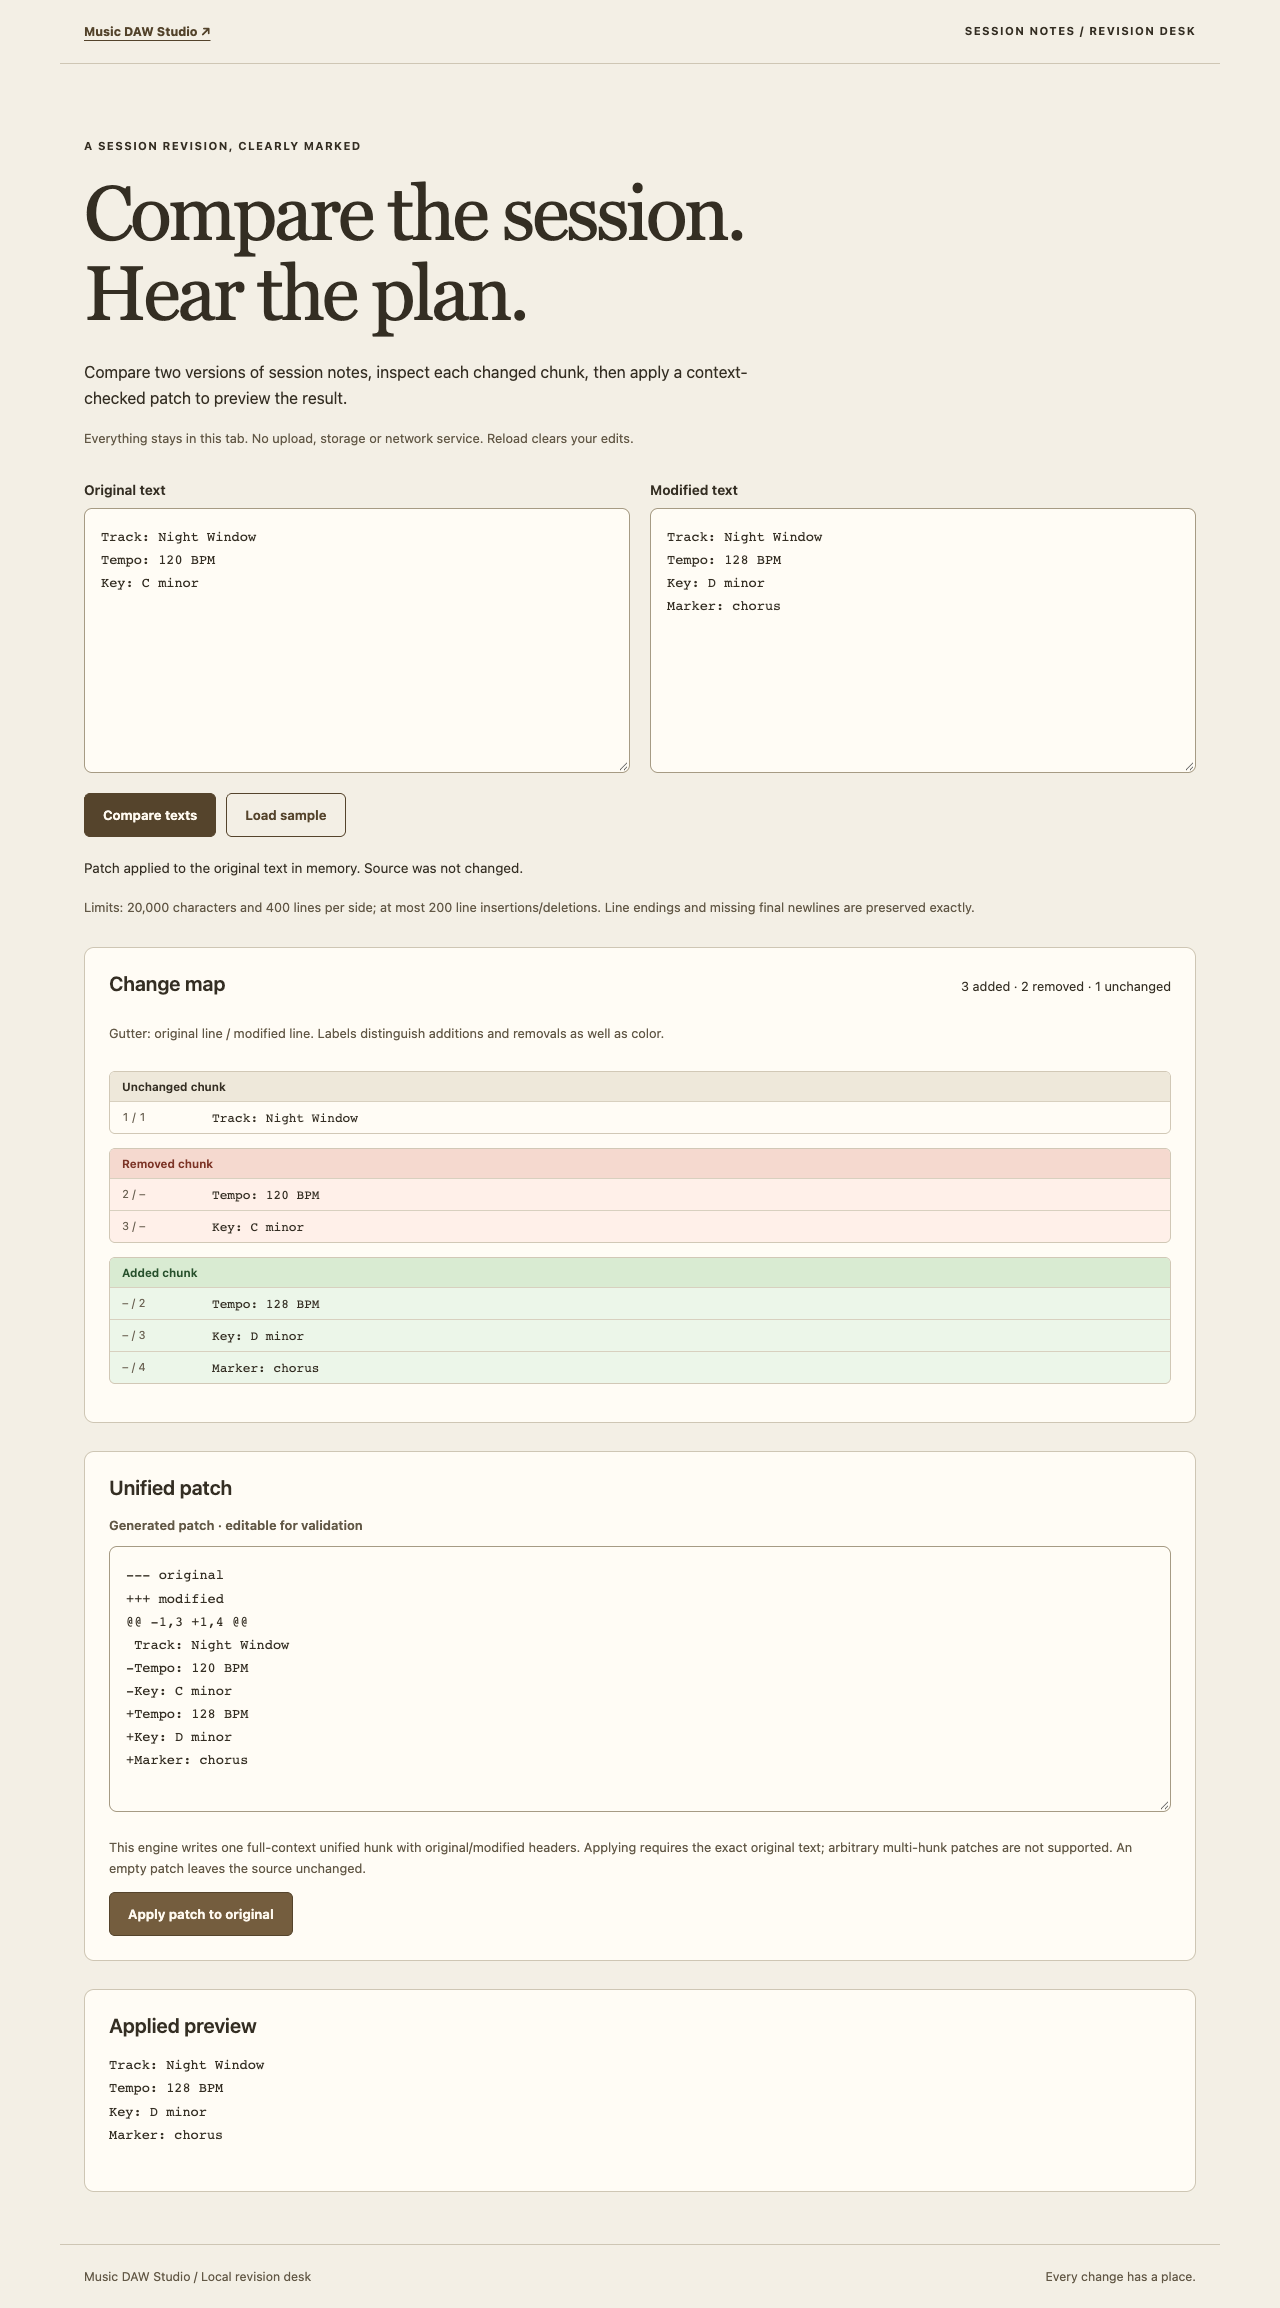 Music DAW Studio ↗
SESSION NOTES / REVISION DESK
A SESSION REVISION, CLEARLY MARKED
Compare the session.
Hear the plan.
Compare two versions of session notes, inspect each changed chunk, then apply a context-
checked patch to preview the result.
Everything stays in this tab. No upload, storage or network service. Reload clears your edits.
Original text
Track: Night Window
Tempo: 120 BPM
Key: C minor
Modified text
Track: Night Window
Tempo: 128 BPM
Key: D minor
Marker: chorus
Compare texts
Load sample
Patch applied to the original text in memory. Source was not changed.
Limits: 20,000 characters and 400 lines per side; at most 200 line insertions/deletions. Line endings and missing final newlines are preserved exactly.
Change map
3 added · 2 removed · 1 unchanged
Gutter: original line / modified line. Labels distinguish additions and removals as well as color.
Unchanged chunk
1 / 1 Track: Night Window
Removed chunk
2 / – Tempo: 120 BPM
3 / – Key: C minor
Added chunk
– / 2 Tempo: 128 BPM
– / 3 Key: D minor
– / 4 Marker: chorus
Unified patch
Generated patch · editable for validation
--- original
+++ modified
@@ -1,3 +1,4 @@
 Track: Night Window
-Tempo: 120 BPM
-Key: C minor
+Tempo: 128 BPM
+Key: D minor
+Marker: chorus
This engine writes one full-context unified hunk with original/modified headers. Applying requires the exact original text; arbitrary multi-hunk patches are not supported. An
empty patch leaves the source unchanged.
Apply patch to original
Applied preview
Track: Night Window
Tempo: 128 BPM
Key: D minor
Marker: chorus
Music DAW Studio / Local revision desk
Every change has a place.